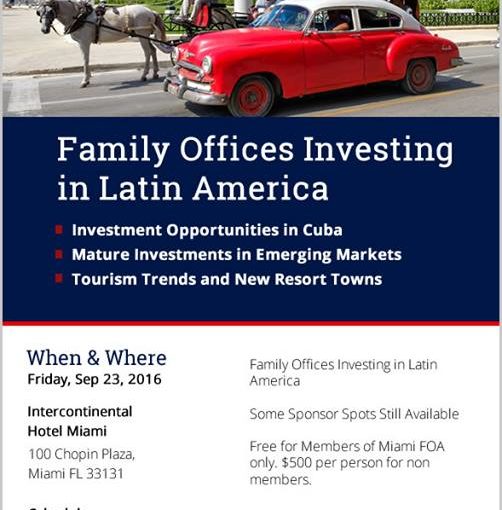 Family Offices Investing
in Latin America
Investment Opportunities in Cuba
Mature Investments in Emerging Markets
Tourism Trends and New Resort Towns
When & Where
Friday, Sep 23, 2016
Intercontinental
Hotel Miami
100 Chopin Plaza,
Miami FL 33131
Family Offices Investing in Latin
America
Some Sponsor Spots Still Available
Free for Members of Miami FOA
only. $500 per person for non
members.